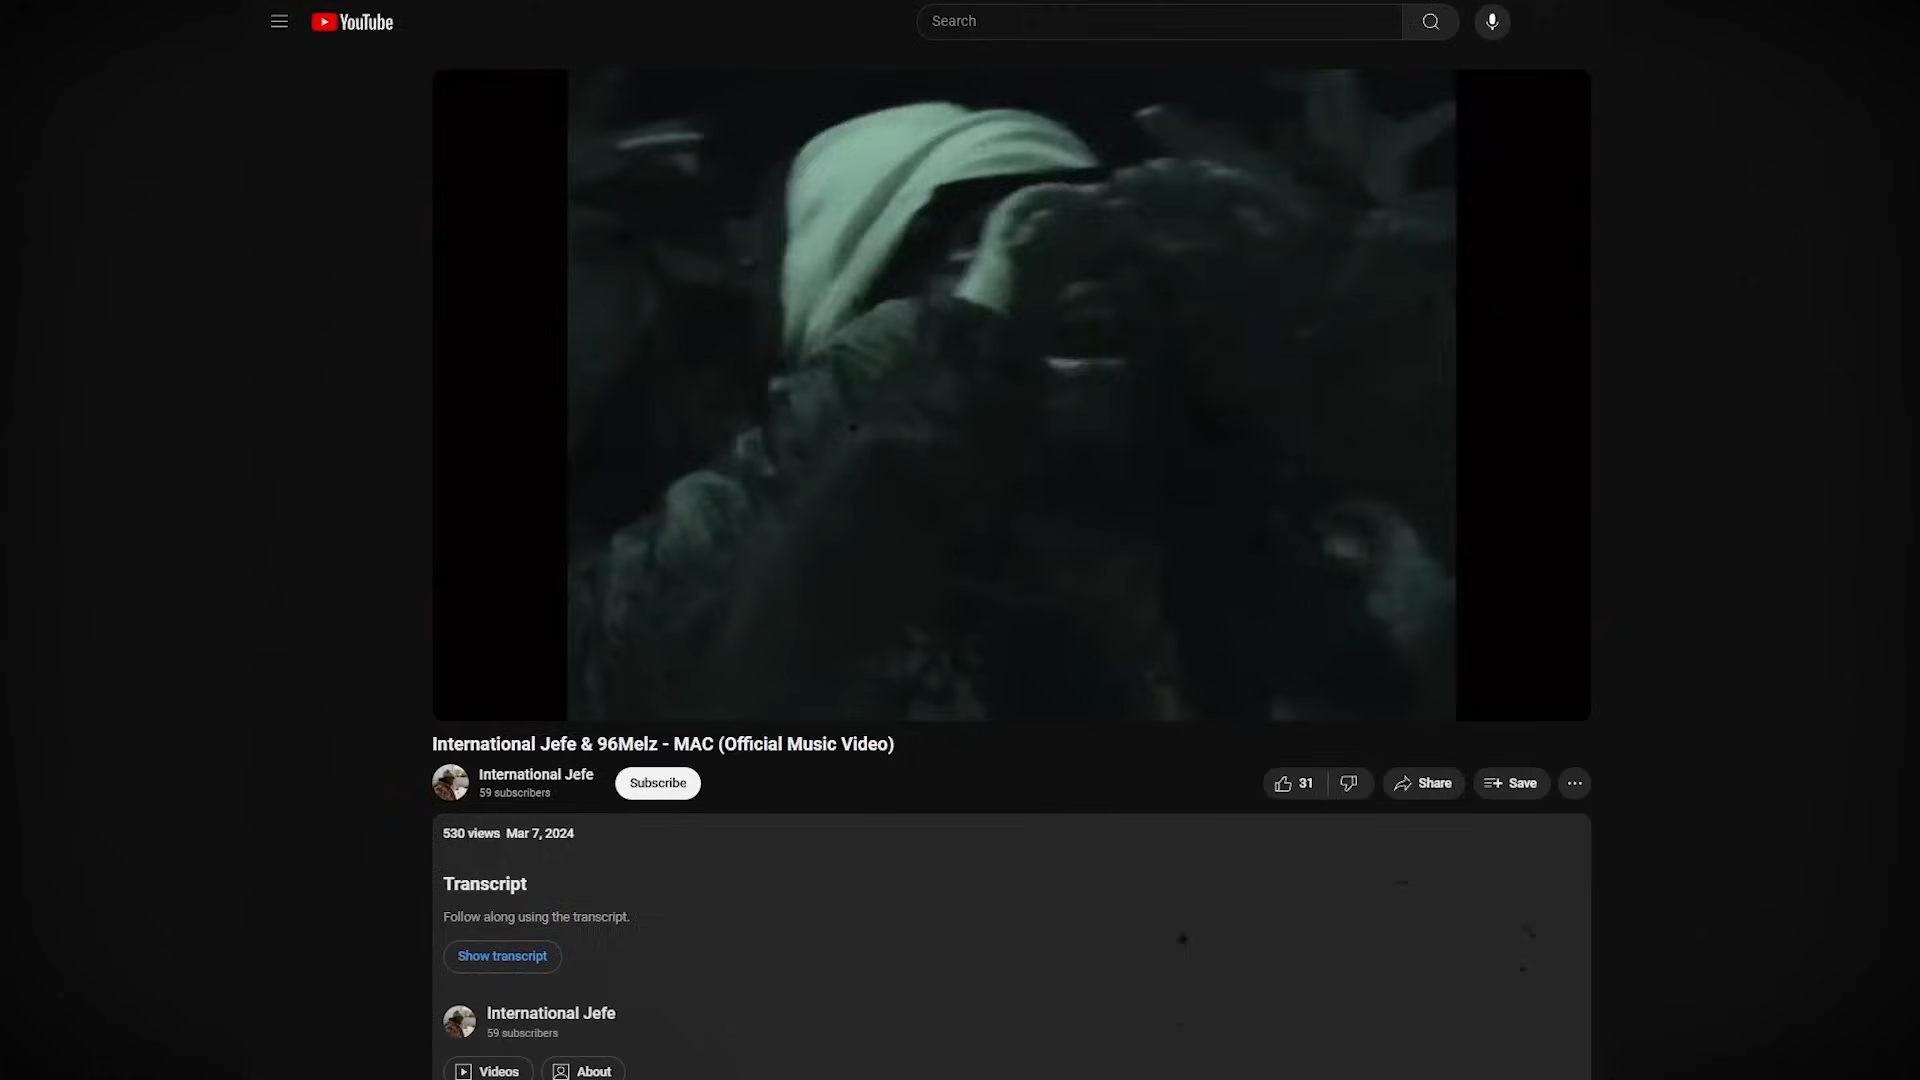 YouTube
Search
International Jefe & 96Melz - MAC (Official Music Video)
International Jefe
59 subscribers
Subscribe
31
Share
Save
530 views Mar 7, 2024
Transcript
Follow along using the transcript.
Show transcript
International Jefe
59 subscribers
Videos
About